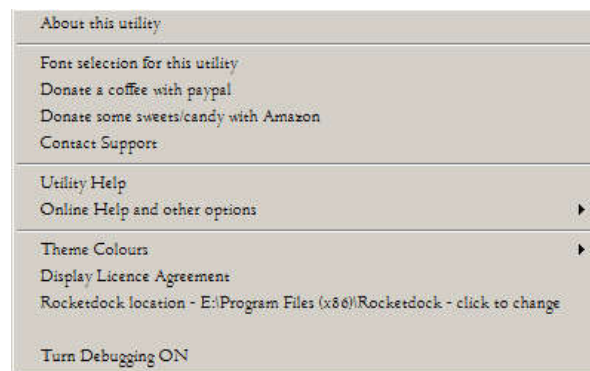 About this utility
Font selection for this utility
Donate a coffee with paypal
Donate some sweets/candy with Amazon
Contact Support
Utility Help
Online Help and other options
Theme Colours
Display Licence Agreement
Rocketdock location - E:\Program Files (x86)\Rocketdock - click to change
Turn Debugging ON